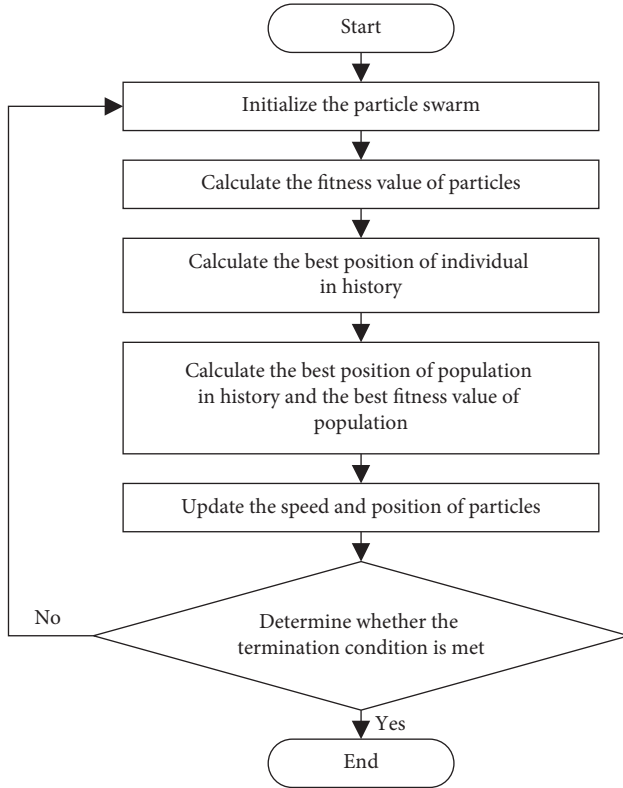 Start
Initialize the particle swarm
Calculate the fitness value of particles
Calculate the best position of individual
in history
Calculate the best position of population
in history and the best fitness value of
population
Update the speed and position of particles
No
Determine whether the
termination condition is met
Yes
End